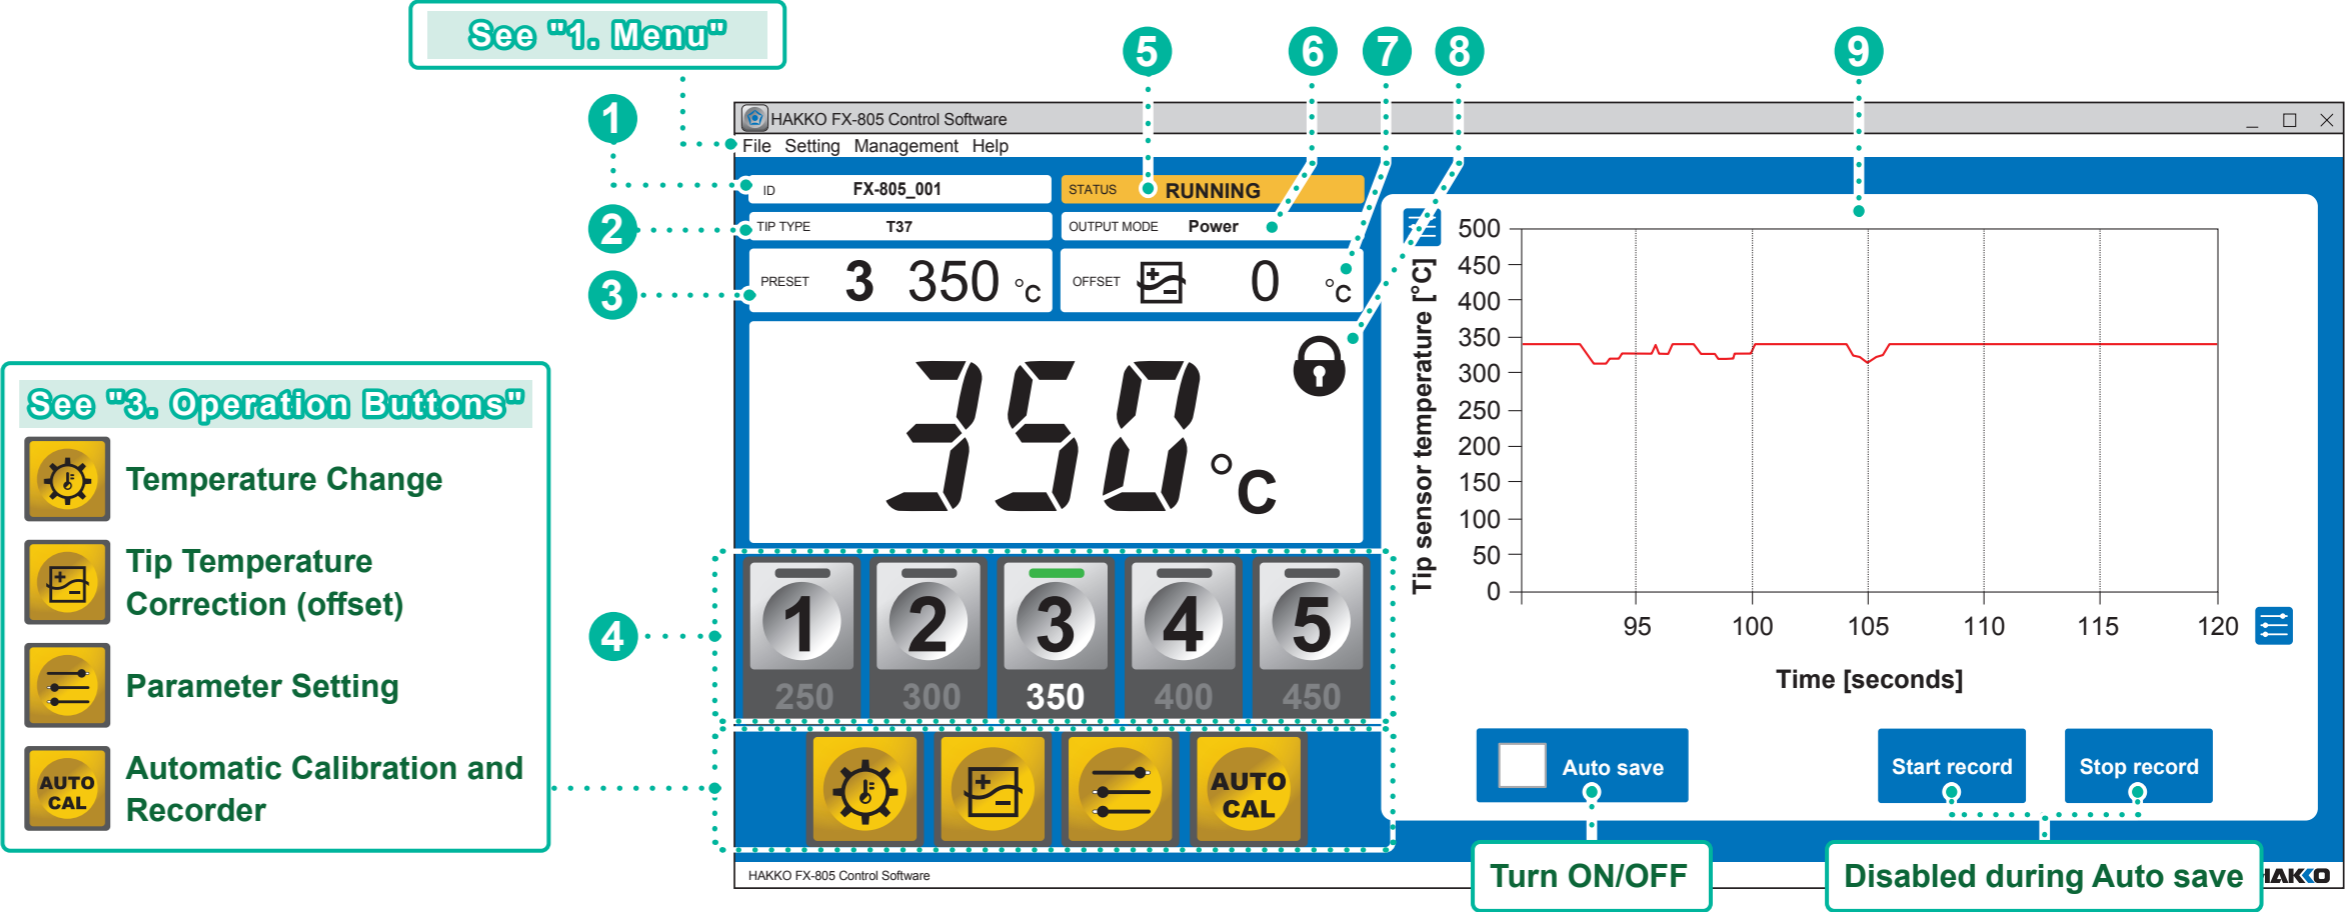 See "1. Menu"
1
2
3
4
5
6
7
8
9
HAKKO FX-805 Control Software
File Setting Management Help
ID FX-805_001
STATUS RUNNING
TIP TYPE T37
OUTPUT MODE Power
PRESET 3 350 °C
OFFSET + - 0 °C
350 °C
1 2 3 4 5
250 300 350 400 450
AUTO
CAL
HAKKO FX-805 Control Software
See "3. Operation Buttons"
Temperature Change
+ -
Tip Temperature
Correction (offset)
Parameter Setting
AUTO
CAL
Automatic Calibration and
Recorder
Tip sensor temperature [°C]
500
450
400
350
300
250
200
150
100
50
0
95 100 105 110 115 120
Time [seconds]
Auto save
Start record
Stop record
Turn ON/OFF
Disabled during Auto save
HAKKO